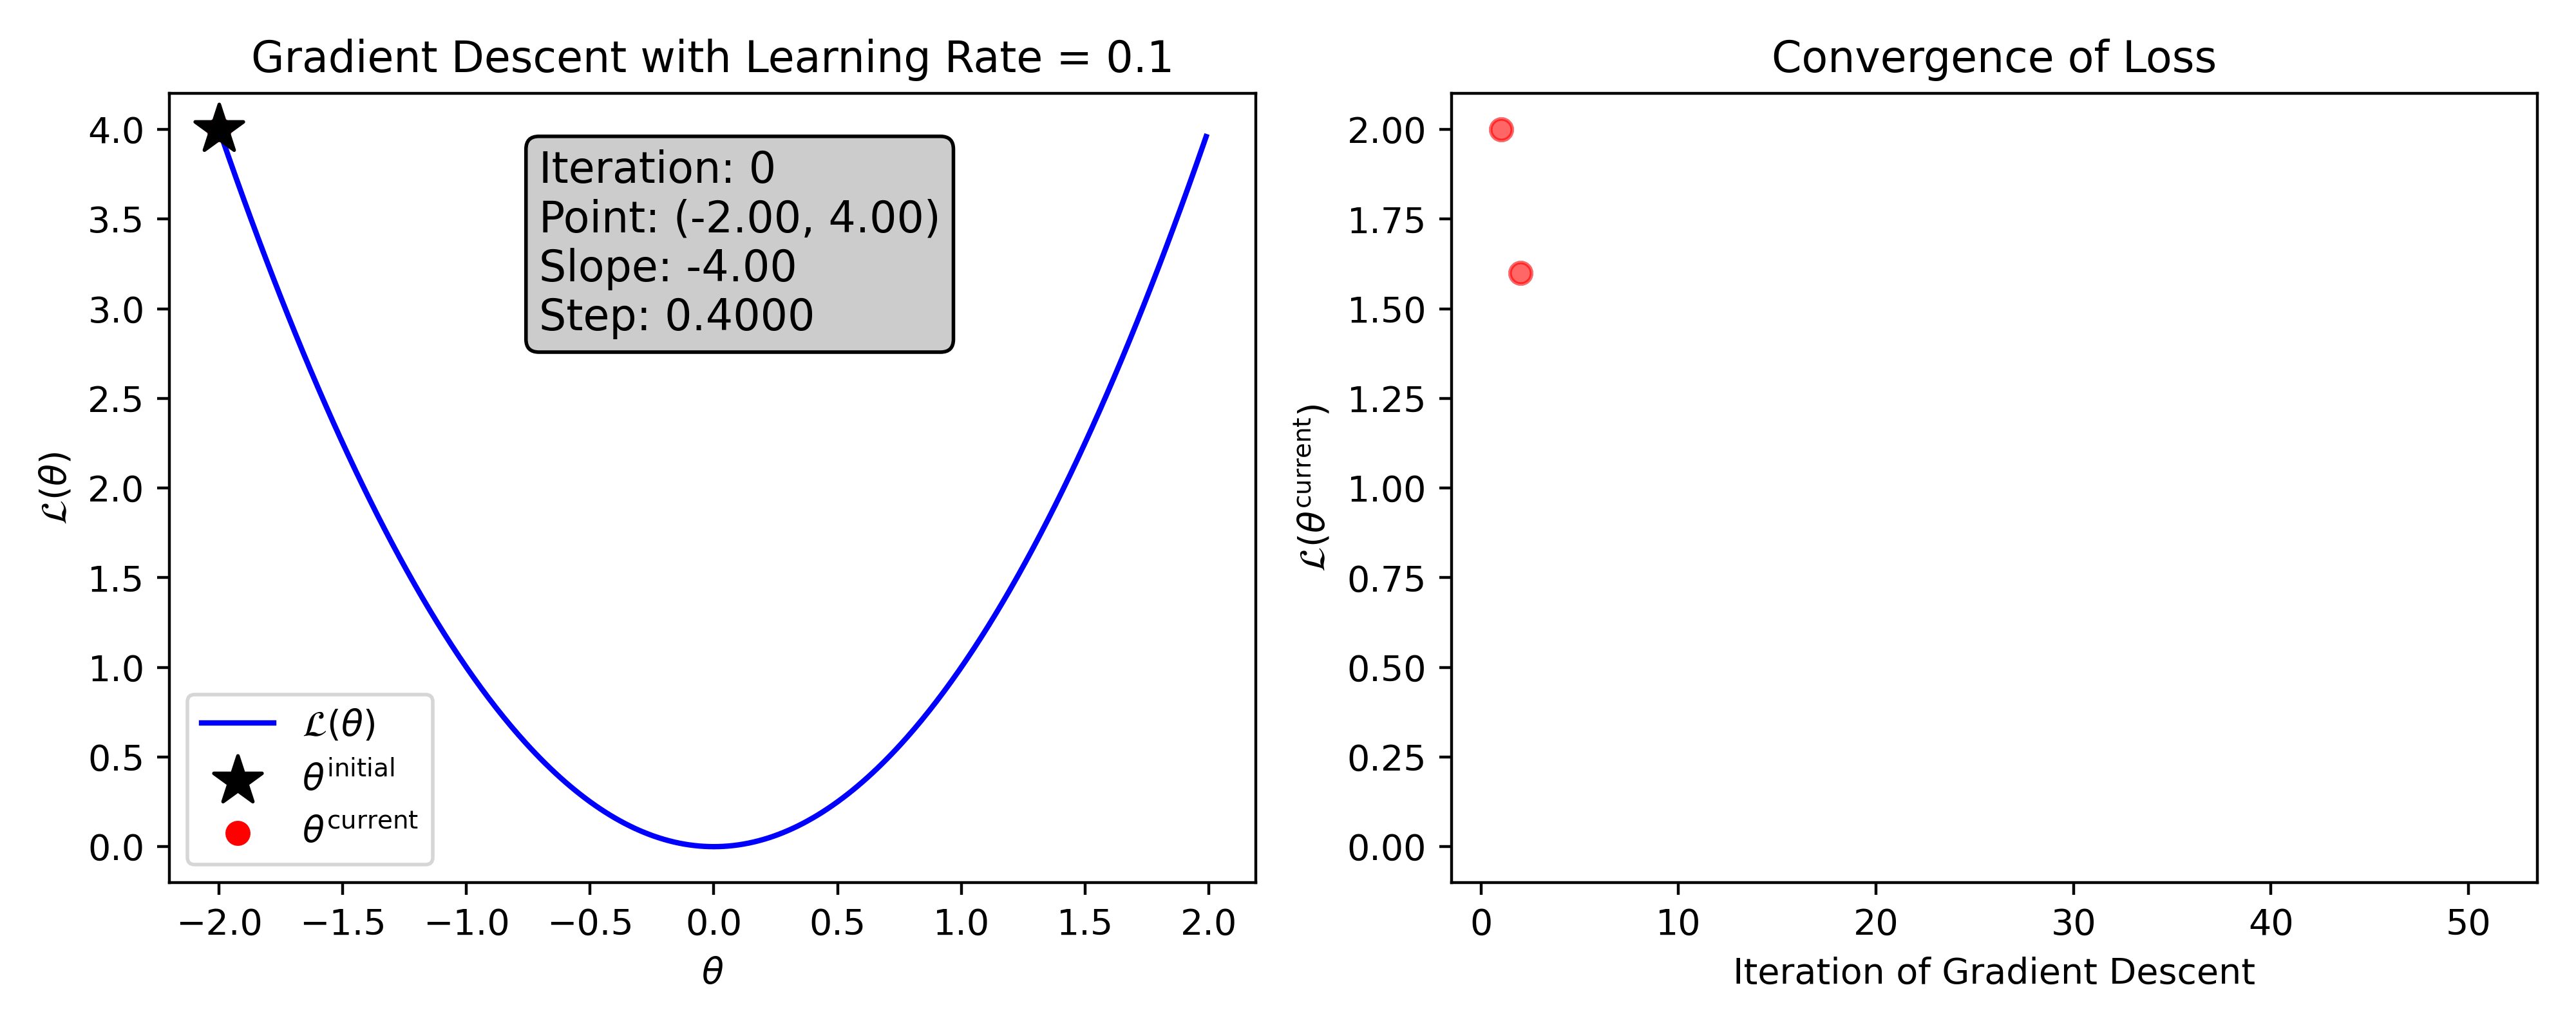 Gradient Descent with Learning Rate = 0.1
4.0
3.5
3.0
2.5
2.0
1.5
1.0
0.5
0.0
ℒ(θ)
Iteration: 0
Point: (-2.00, 4.00)
Slope: -4.00
Step: 0.4000
ℒ(θ)
θ^initial
θ^current
−2.0 −1.5 −1.0 −0.5 0.0 0.5 1.0 1.5 2.0
θ
Convergence of Loss
2.00
1.75
1.50
1.25
1.00
0.75
0.50
0.25
0.00
ℒ(θ^current)
0 10 20 30 40 50
Iteration of Gradient Descent